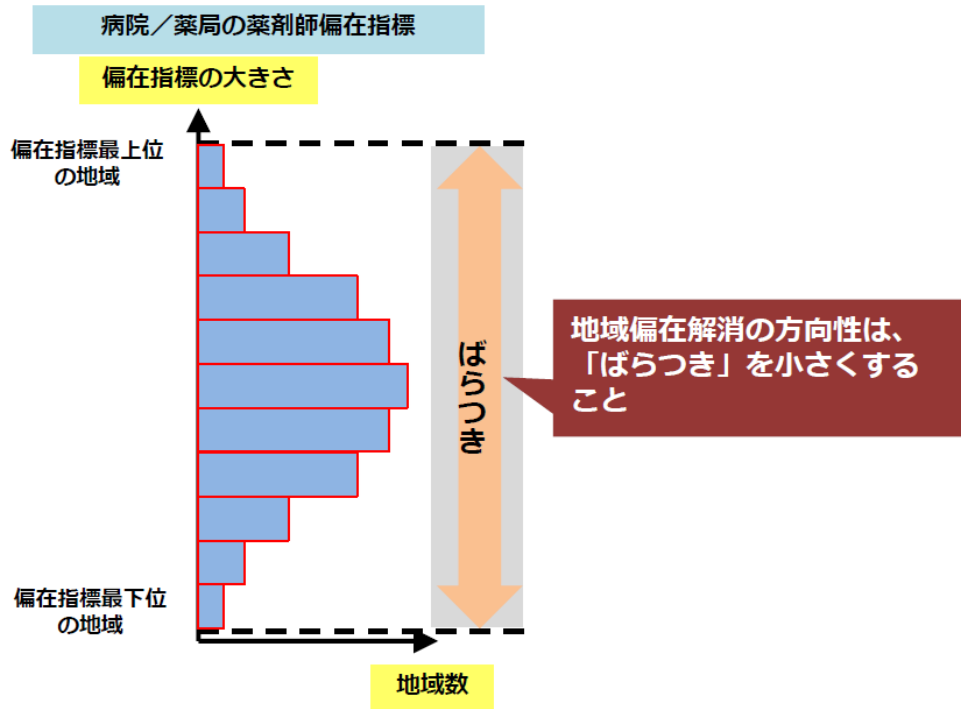 病院／薬局の薬剤師偏在指標
偏在指標の大きさ
偏在指標最上位
の地域
ばらつき
地域偏在解消の方向性は、
「ばらつき」を小さくする
こと
偏在指標最下位
の地域
地域数